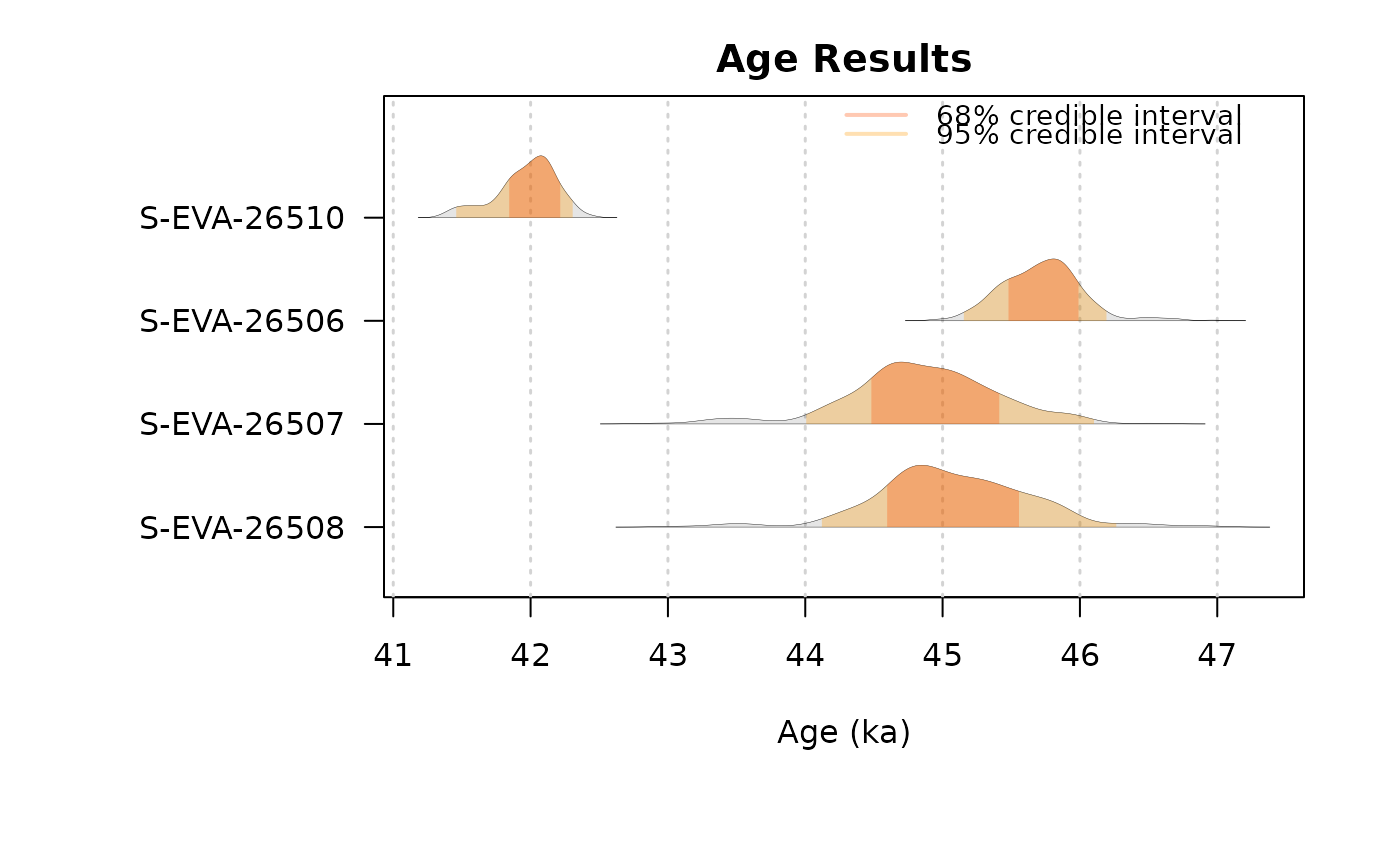 Age Results
68% credible interval
95% credible interval
S-EVA-26510
S-EVA-26506
S-EVA-26507
S-EVA-26508
41 42 43 44 45 46 47
Age (ka)